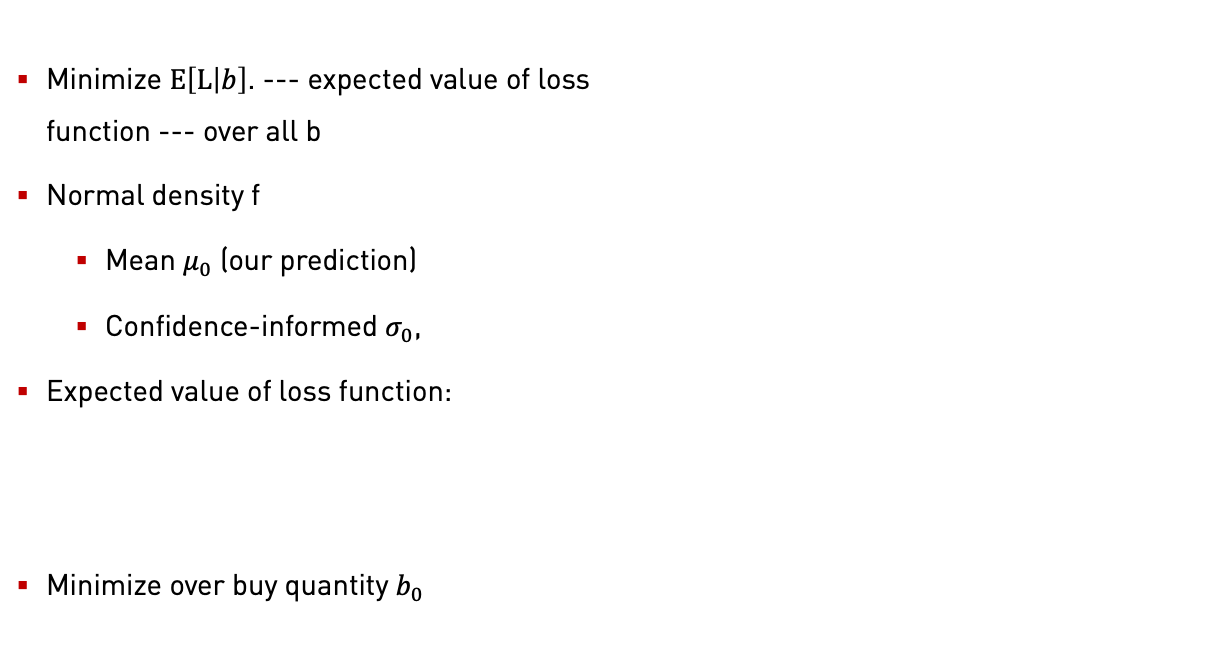 ▪ Minimize E[L|b]. --- expected value of loss
function --- over all b
▪ Normal density f
▪ Mean μ₀ (our prediction)
▪ Confidence-informed σ₀,
▪ Expected value of loss function:
▪ Minimize over buy quantity b₀